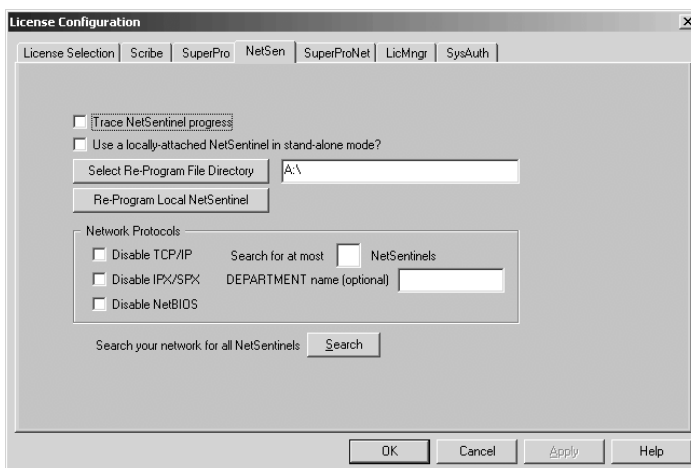 License Configuration
License Selection Scribe SuperPro NetSen SuperProNet LicMngr SysAuth
Trace NetSentinel progress
Use a locally-attached NetSentinel in stand-alone mode?
Select Re-Program File Directory A:\
Re-Program Local NetSentinel
Network Protocols
Disable TCP/IP Search for at most NetSentinels
Disable IPX/SPX DEPARTMENT name (optional)
Disable NetBIOS
Search your network for all NetSentinels Search
OK Cancel Apply Help